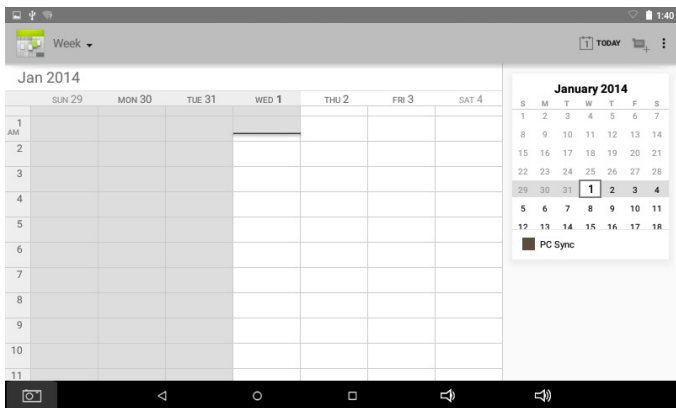 1:40
Week
1 TODAY
Jan 2014
SUN 29 MON 30 TUE 31 WED 1 THU 2 FRI 3 SAT 4
1
AM
2
3
4
5
6
7
8
9
10
11
January 2014
S M T W T F S
1 2 3 4 5 6 7
8 9 10 11 12 13 14
15 16 17 18 19 20 21
22 23 24 25 26 27 28
29 30 31 1 2 3 4
5 6 7 8 9 10 11
12 13 14 15 16 17 18
PC Sync